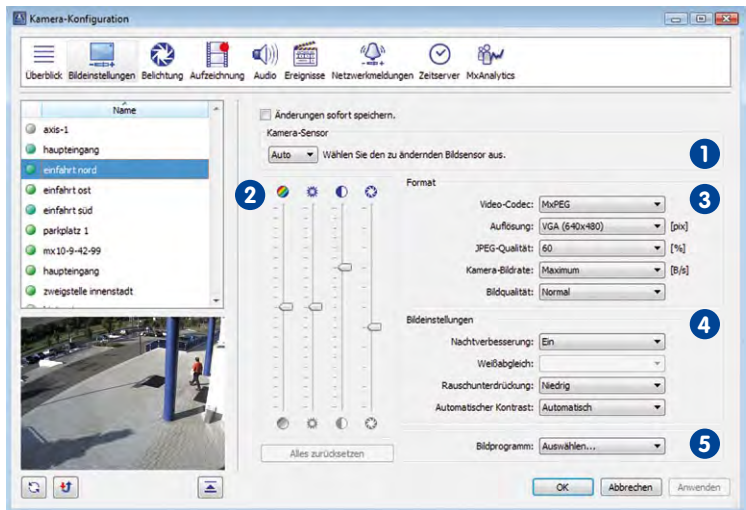 Kamera-Konfiguration
Überblick Bildeinstellungen Belichtung Aufzeichnung Audio Ereignisse Netzwerkmeldungen Zeitserver MxAnalytics
Name
axis-1
haupteingang
einfahrt nord
einfahrt ost
einfahrt süd
parkplatz 1
mx10-9-42-99
haupteingang
zweigstelle innenstadt
Änderungen sofort speichern.
Kamera-Sensor
Auto Wählen Sie den zu ändernden Bildsensor aus.
1
2
Alles zurücksetzen
Format
3
Video-Codec: MxPEG
Auflösung: VGA (640x480) [pix]
JPEG-Qualität: 60 [%]
Kamera-Bildrate: Maximum [B/s]
Bildqualität: Normal
Bildeinstellungen
4
Nachtverbesserung: Ein
Weißabgleich:
Rauschunterdrückung: Niedrig
Automatischer Kontrast: Automatisch
Bildprogramm: Auswählen...
5
OK Abbrechen Anwenden